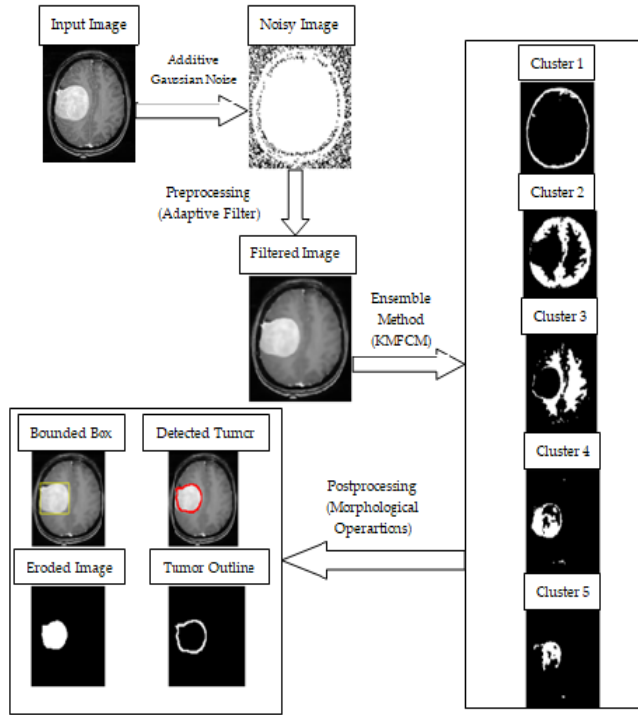 Input Image
Noisy Image
Additive
Gaussian Noise
Cluster 1
Preprocessing
(Adaptive Filter)
Cluster 2
Filtered Image
Ensemble
Method
(KMFCM)
Cluster 3
Bounded Box
Detected Tumor
Cluster 4
Postprocessing
(Morphological
Operartions)
Eroded Image
Tumor Outline
Cluster 5